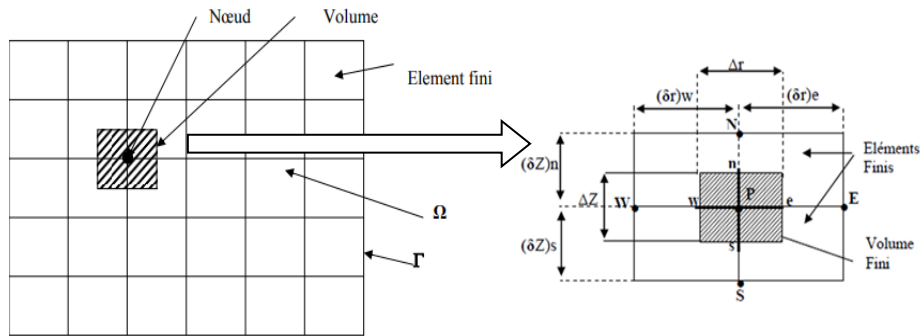 Nœud
Volume
Element fini
Ω
Γ
Δr
(δr)w
(δr)e
N
(δZ)n
n
Eléments
Finis
ΔZ
W
w
P
e
E
(δZ)s
s
Volume
Fini
S